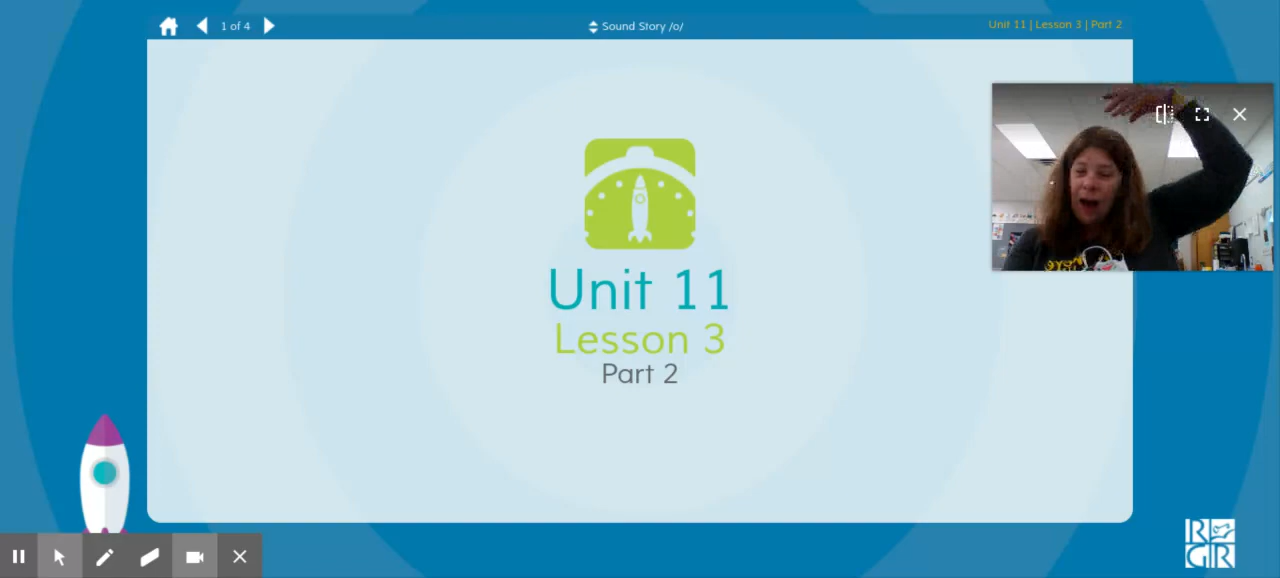 1 of 4
Sound Story /o/
Unit 11 | Lesson 3 | Part 2
Unit 11
Lesson 3
Part 2